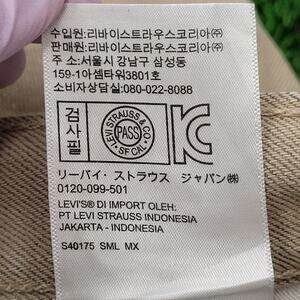 수입원:리바이스트라우스코리아㈜
판매원:리바이스트라우스코리아㈜
주소:서울시 강남구 삼성동
159-1아셈타워3801호
소비자상담실:080-022-8088
검사필
LEVI STRAUSS & CO
PASS
SF CAL
リーバイ・ストラウス ジャパン㈱
0120-099-501
LEVI'S® DI IMPORT OLEH:
PT LEVI STRAUSS INDONESIA
JAKARTA - INDONESIA
S40175 SML MX